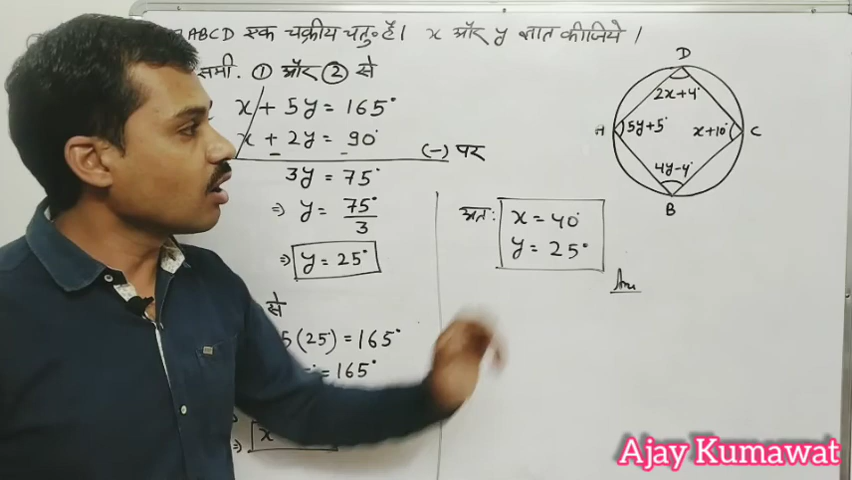 ABCD एक चक्रीय चतु॰ है। x और y ज्ञात कीजिये।
समी. ① और ② से
x + 5y = 165°
x + 2y = 90°
(-) पर
3y = 75°
⇒ y = 75°/3
⇒ y = 25°
से
5(25) = 165°
= 165°
⇒ x
अतः x = 40°
y = 25°
Ans
D
2x+4°
A
5y+5°
x+10°
C
4y-4°
B
Ajay Kumawat